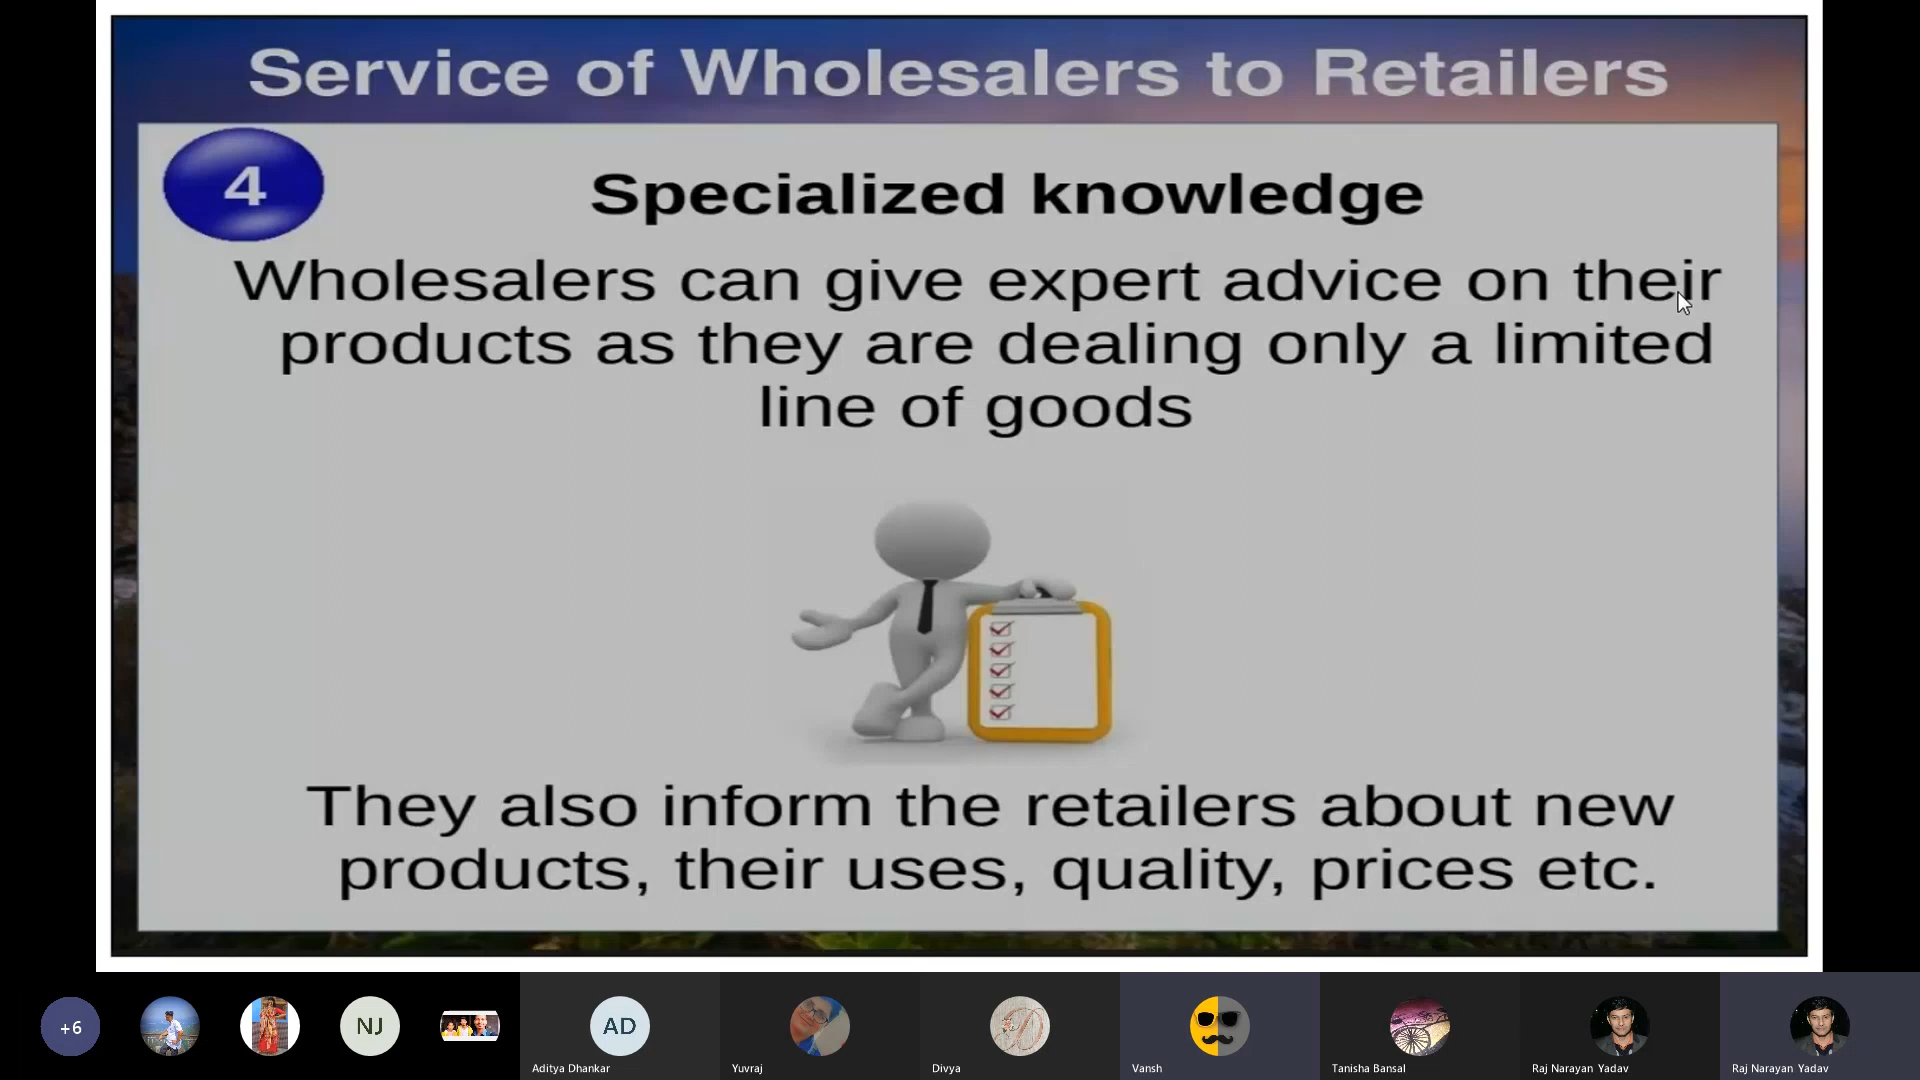 Service of Wholesalers to Retailers
4
Specialized knowledge
Wholesalers can give expert advice on their
products as they are dealing only a limited
line of goods
They also inform the retailers about new
products, their uses, quality, prices etc.
+6
NJ
AD
Aditya Dhankar
Yuvraj
Divya
Vansh
Tanisha Bansal
Raj Narayan Yadav
Raj Narayan Yadav